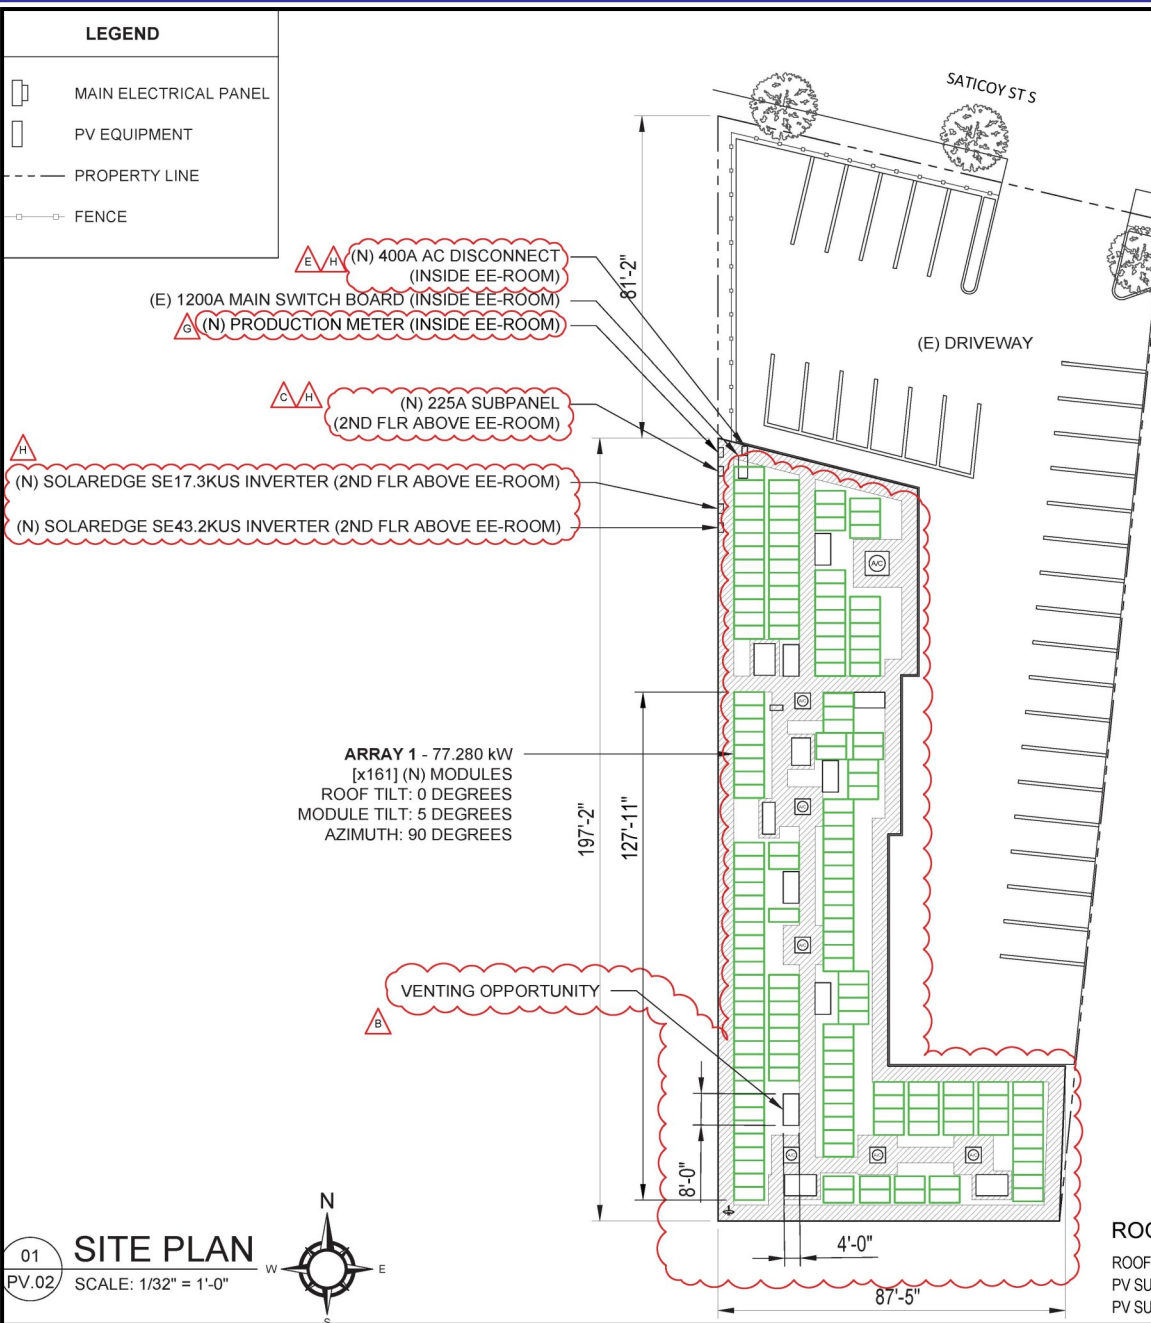 LEGEND
MAIN ELECTRICAL PANEL
PV EQUIPMENT
PROPERTY LINE
FENCE
SATICOY ST S
E H (N) 400A AC DISCONNECT
(INSIDE EE-ROOM)
(E) 1200A MAIN SWITCH BOARD (INSIDE EE-ROOM)
G (N) PRODUCTION METER (INSIDE EE-ROOM)
81'-2"
(E) DRIVEWAY
C H (N) 225A SUBPANEL
(2ND FLR ABOVE EE-ROOM)
H
(N) SOLAREDGE SE17.3KUS INVERTER (2ND FLR ABOVE EE-ROOM)
(N) SOLAREDGE SE43.2KUS INVERTER (2ND FLR ABOVE EE-ROOM)
A/C
A/C
ARRAY 1 - 77.280 kW
[x161] (N) MODULES
ROOF TILT: 0 DEGREES
MODULE TILT: 5 DEGREES
AZIMUTH: 90 DEGREES
197'-2"
127'-11"
A/C
A/C
VENTING OPPORTUNITY
B
8'-0"
A/C
A/C
A/C
4'-0"
87'-5"
01
PV.02
SITE PLAN
SCALE: 1/32" = 1'-0"
N
W
E
S
ROOF
PV SU
PV SU